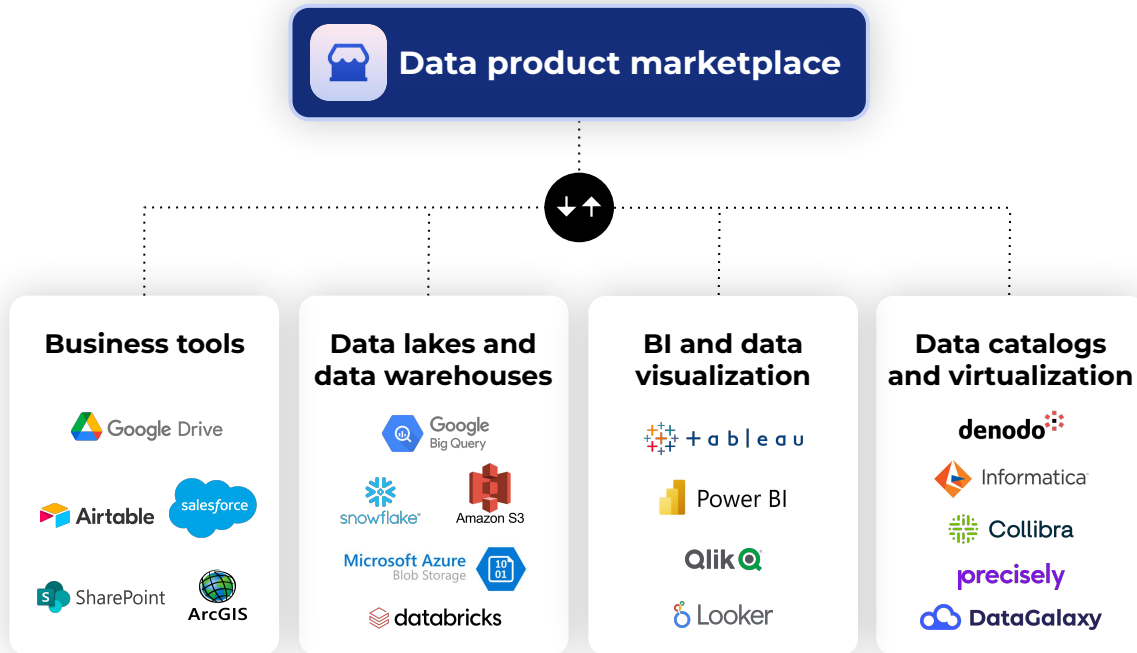 Data product marketplace
Business tools
Google Drive
Airtable
salesforce
S
SharePoint
ArcGIS
Data lakes and
data warehouses
Google
Big Query
snowflake
Amazon S3
Microsoft Azure
Blob Storage
10
01
databricks
BI and data
visualization
+ a b l e a u
Power BI
Qlik
Looker
Data catalogs
and virtualization
denodo
Informatica
Collibra
precisely
DataGalaxy